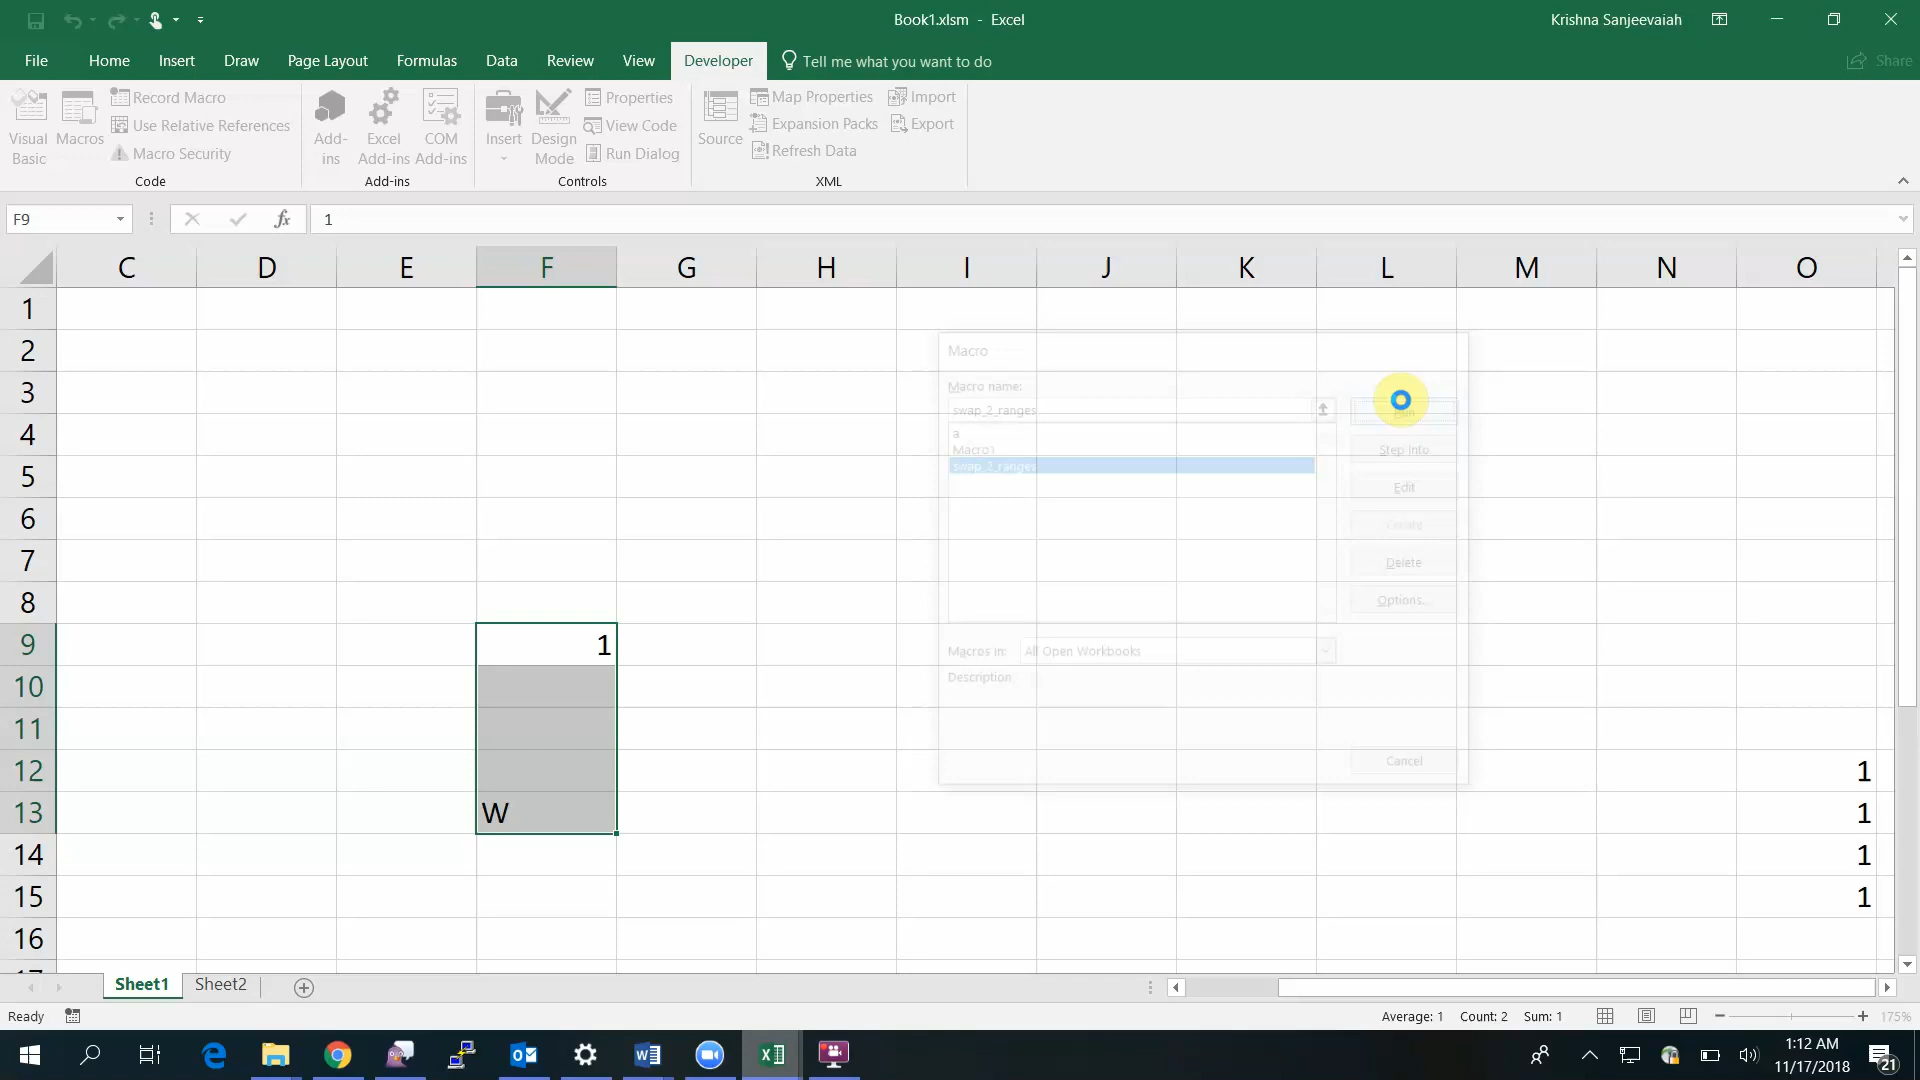 Book1.xlsm - Excel
Krishna Sanjeevaiah
File Home Insert Draw Page Layout Formulas Data Review View Developer Tell me what you want to do Share
Visual Basic
Macros
Record Macro
Use Relative References
Macro Security
Code
Add-ins
Excel Add-ins
COM Add-ins
Add-ins
Insert
Design Mode
Properties
View Code
Run Dialog
Controls
Source
Map Properties
Expansion Packs
Refresh Data
Import
Export
XML
F9 fx 1
C D E F G H I J K L M N O
1
2
3
4
5
6
7
8
9 1
10
11
12 1
13 W 1
14 1
15 1
16
17
Macro
Macro name:
swap_2_ranges
a
Macro1
swap_2_ranges
Run
Step Into
Edit
Create
Delete
Options...
Macros in: All Open Workbooks
Description
Cancel
Sheet1 Sheet2
Ready Average: 1 Count: 2 Sum: 1 175%
1:12 AM
11/17/2018
21